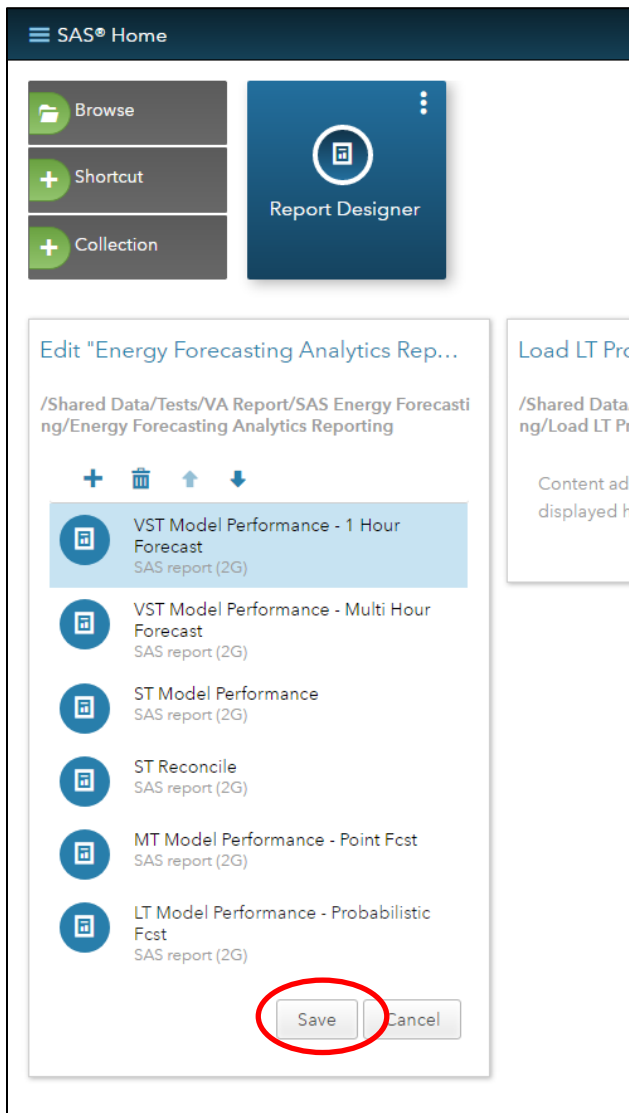 SAS® Home
Browse
Shortcut
Collection
Report Designer
Edit "Energy Forecasting Analytics Rep...
/Shared Data/Tests/VA Report/SAS Energy Forecasti
ng/Energy Forecasting Analytics Reporting
VST Model Performance - 1 Hour
Forecast
SAS report (2G)
VST Model Performance - Multi Hour
Forecast
SAS report (2G)
ST Model Performance
SAS report (2G)
ST Reconcile
SAS report (2G)
MT Model Performance - Point Fcst
SAS report (2G)
LT Model Performance - Probabilistic
Fcst
SAS report (2G)
Save
Cancel
Load LT Pro
/Shared Data
ng/Load LT Pr
Content ad
displayed h